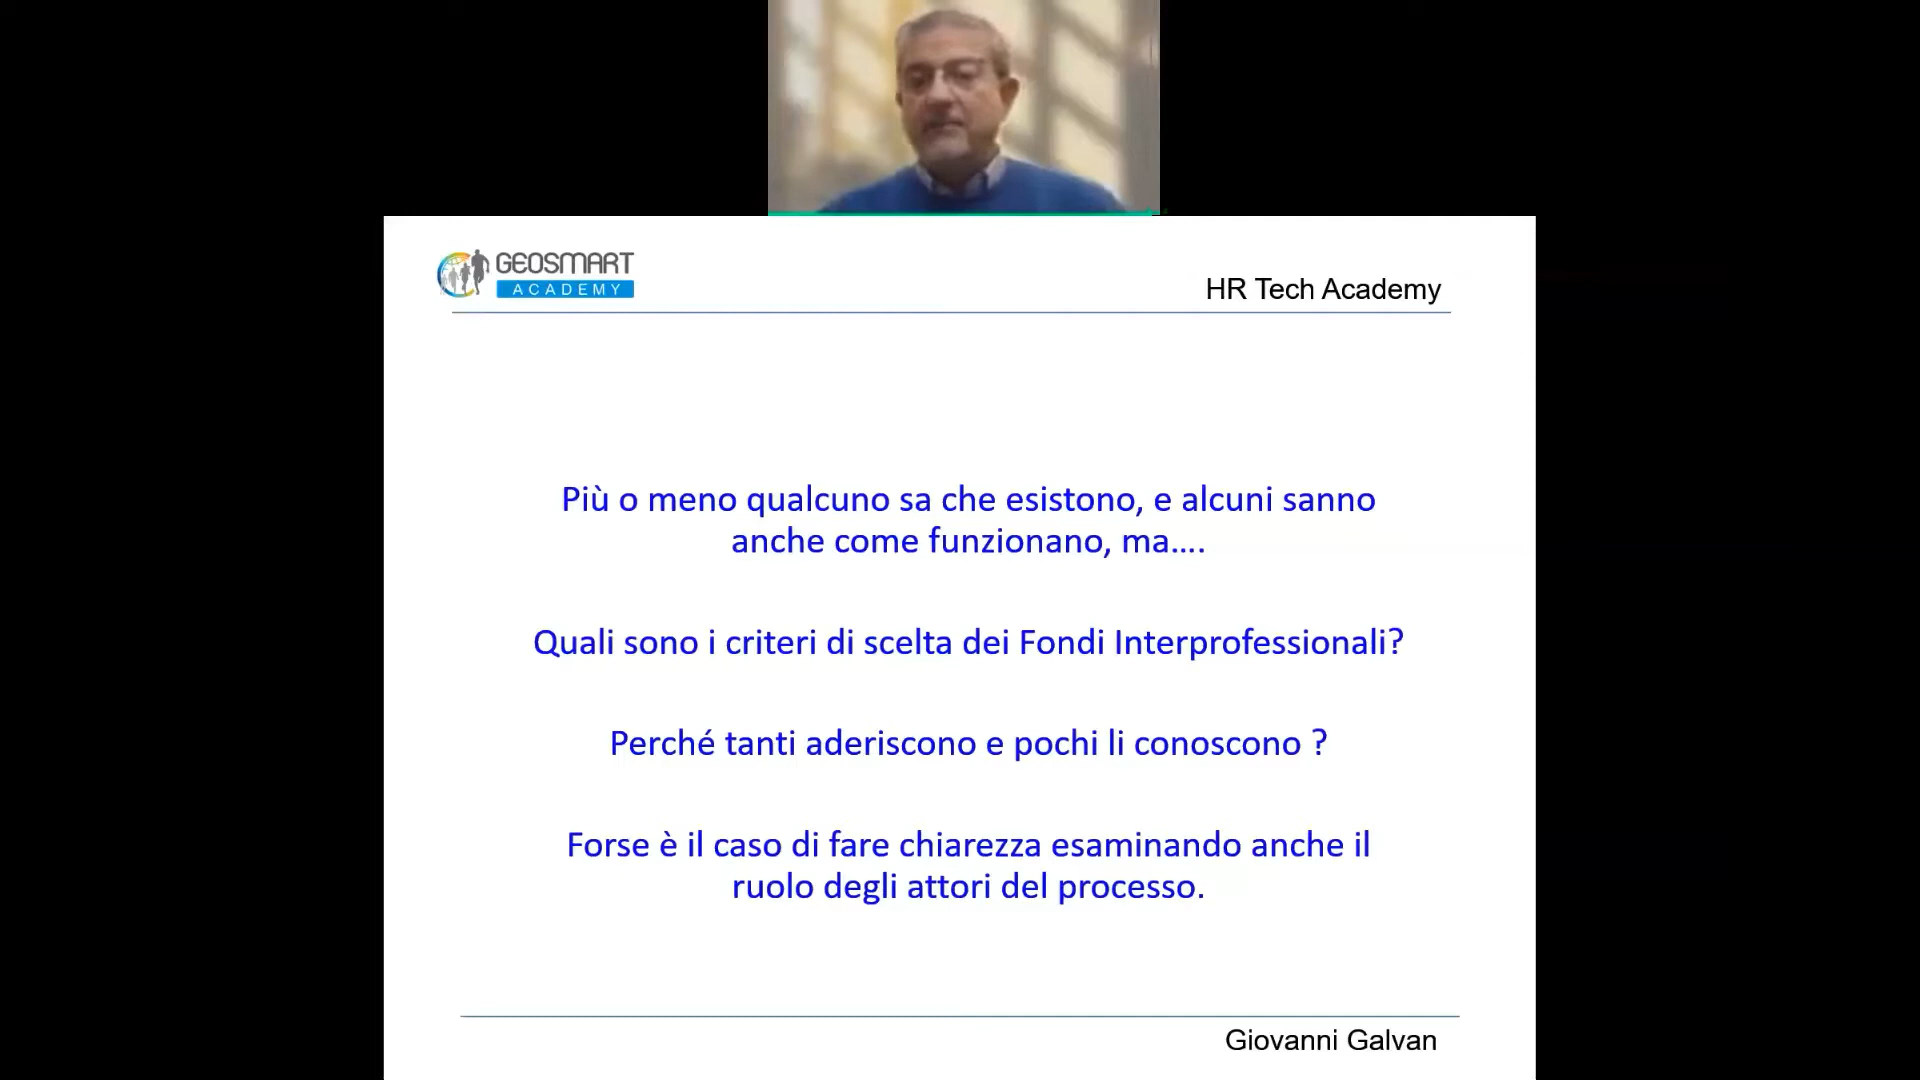 GEOSMART
ACADEMY
HR Tech Academy
Più o meno qualcuno sa che esistono, e alcuni sanno
anche come funzionano, ma....
Quali sono i criteri di scelta dei Fondi Interprofessionali?
Perché tanti aderiscono e pochi li conoscono ?
Forse è il caso di fare chiarezza esaminando anche il
ruolo degli attori del processo.
Giovanni Galvan